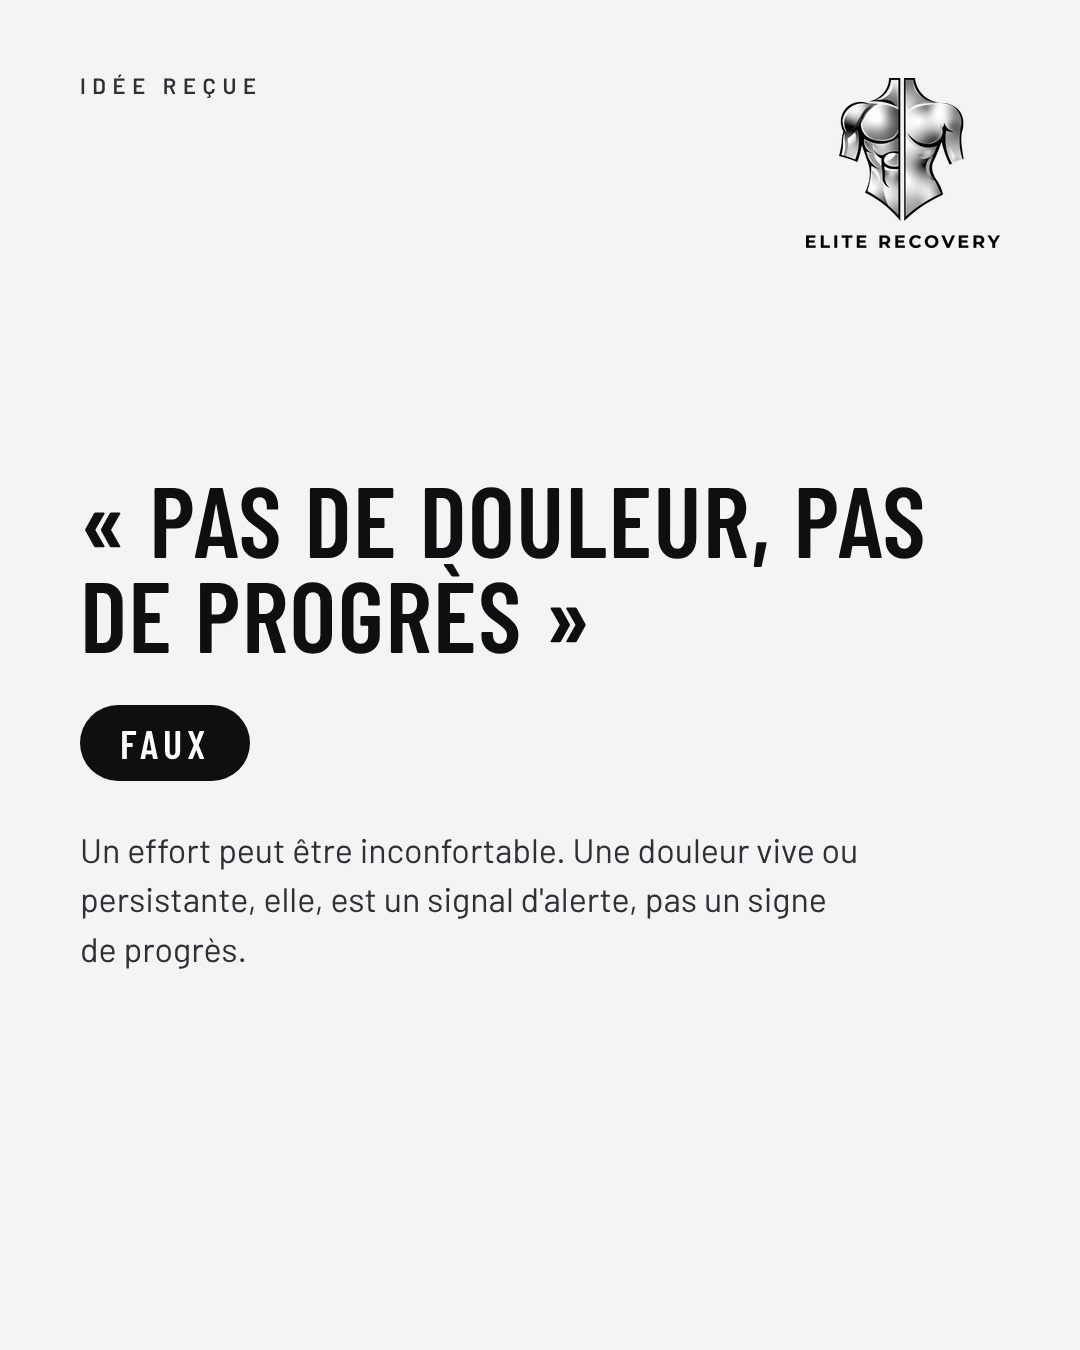 IDÉE REÇUE
ELITE RECOVERY
« PAS DE DOULEUR, PAS
DE PROGRÈS »
FAUX
Un effort peut être inconfortable. Une douleur vive ou
persistante, elle, est un signal d'alerte, pas un signe
de progrès.